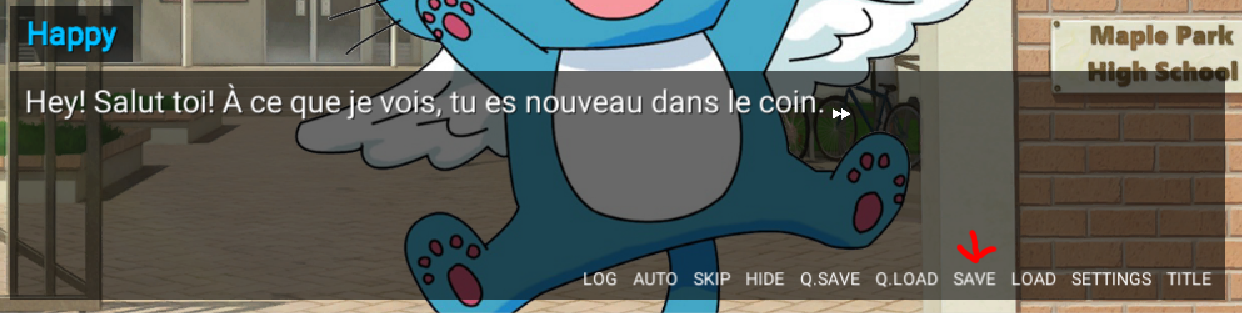 Happy
Maple Park
High School
Hey! Salut toi! À ce que je vois, tu es nouveau dans le coin.
LOG AUTO SKIP HIDE Q.SAVE Q.LOAD SAVE LOAD SETTINGS TITLE